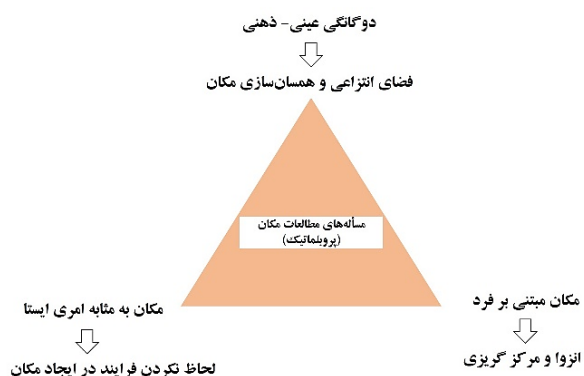 دوگانگی عینی- ذهنی
فضای انتزاعی و همسان‌سازی مکان
مسأله‌های مطالعات مکان
(پروبلماتیک)
مکان مبتنی بر فرد
انزوا و مرکز گریزی
مکان به مثابه امری ایستا
لحاظ نکردن فرایند در ایجاد مکان